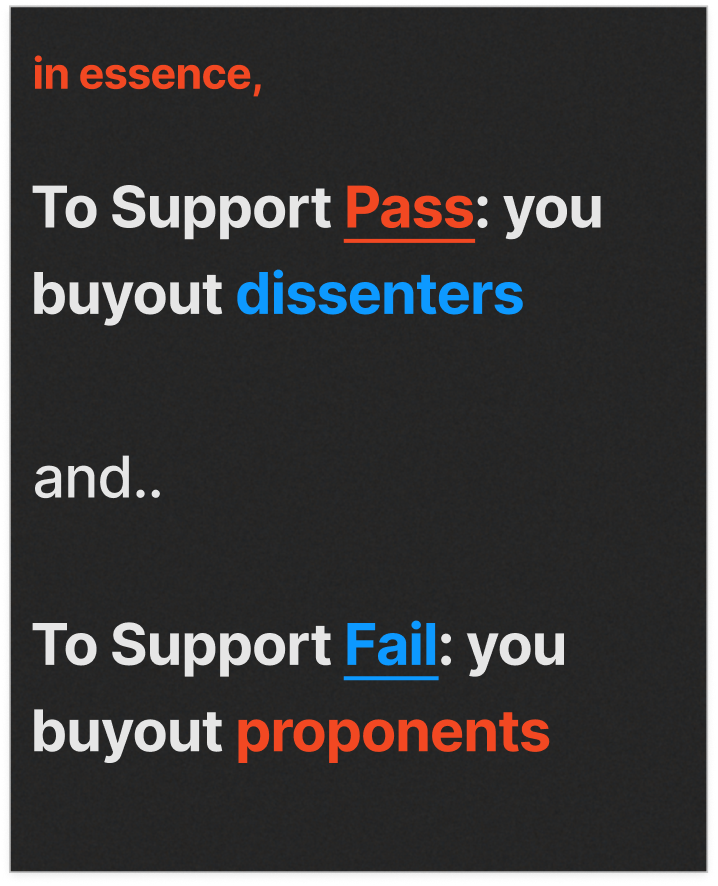 in essence,
To Support Pass: you
buyout dissenters
and..
To Support Fail: you
buyout proponents